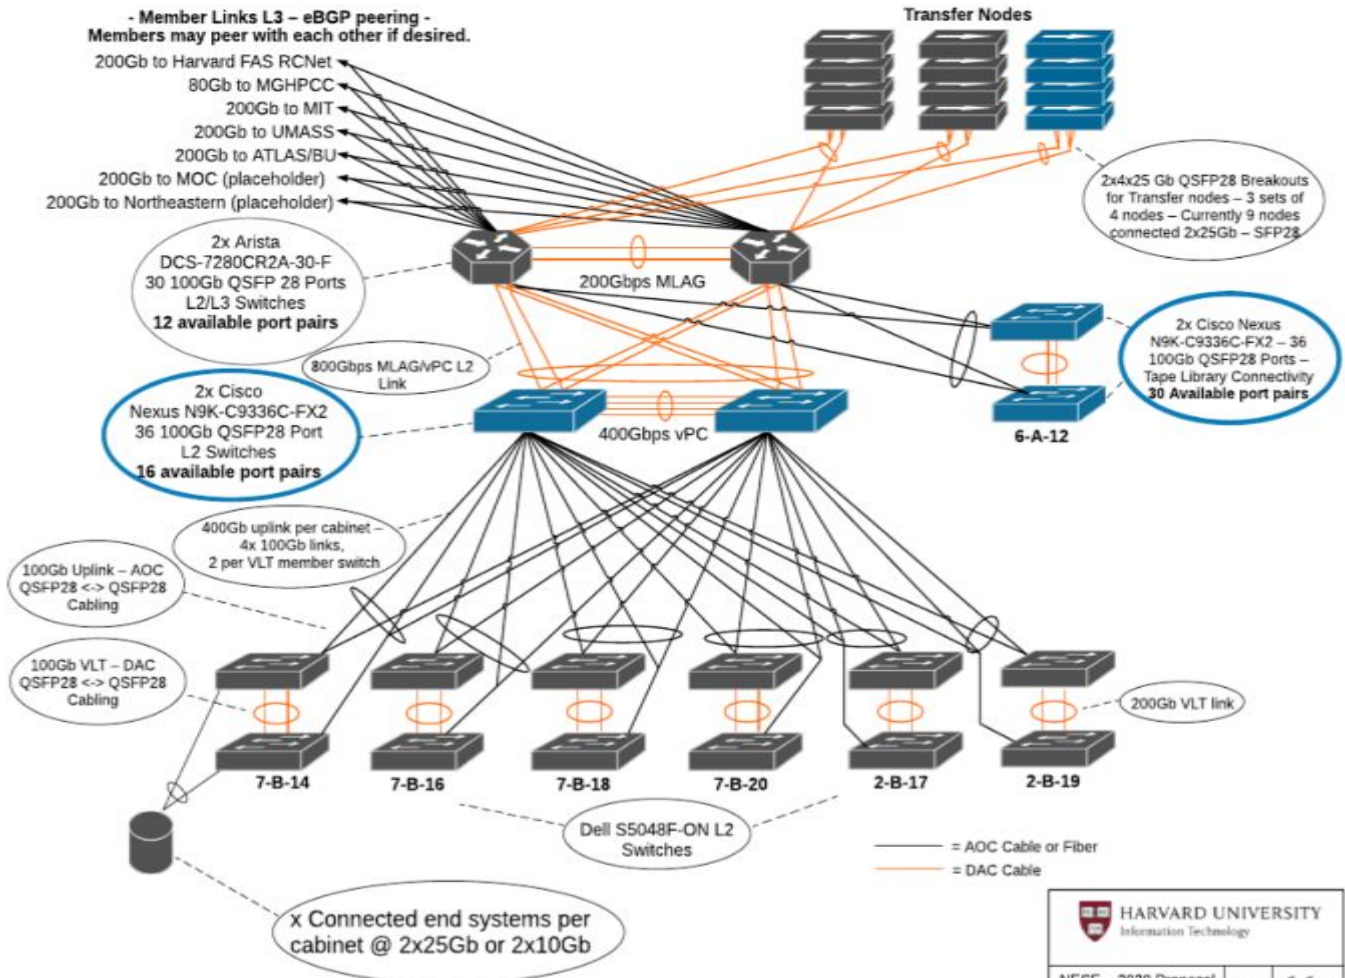 - Member Links L3 – eBGP peering -
Members may peer with each other if desired.
200Gb to Harvard FAS RCNet
80Gb to MGHPCC
200Gb to MIT
200Gb to UMASS
200Gb to ATLAS/BU
200Gb to MOC (placeholder)
200Gb to Northeastern (placeholder)
Transfer Nodes
2x4x25 Gb QSFP28 Breakouts
for Transfer nodes – 3 sets of
4 nodes – Currently 9 nodes
connected 2x25Gb – SFP28
2x Arista
DCS-7280CR2A-30-F
30 100Gb QSFP 28 Ports
L2/L3 Switches
12 available port pairs
200Gbps MLAG
2x Cisco Nexus
N9K-C9336C-FX2 – 36
100Gb QSFP28 Ports –
Tape Library Connectivity
30 Available port pairs
800Gbps MLAG/vPC L2
Link
2x Cisco
Nexus N9K-C9336C-FX2
36 100Gb QSFP28 Port
L2 Switches
16 available port pairs
400Gbps vPC
6-A-12
400Gb uplink per cabinet –
4x 100Gb links,
2 per VLT member switch
100Gb Uplink – AOC
QSFP28 <-> QSFP28
Cabling
100Gb VLT – DAC
QSFP28 <-> QSFP28
Cabling
200Gb VLT link
7-B-14
7-B-16
7-B-18
7-B-20
2-B-17
2-B-19
Dell S5048F-ON L2
Switches
= AOC Cable or Fiber
= DAC Cable
x Connected end systems per
cabinet @ 2x25Gb or 2x10Gb
HARVARD UNIVERSITY
Information Technology
NESE – 2020 Proposal